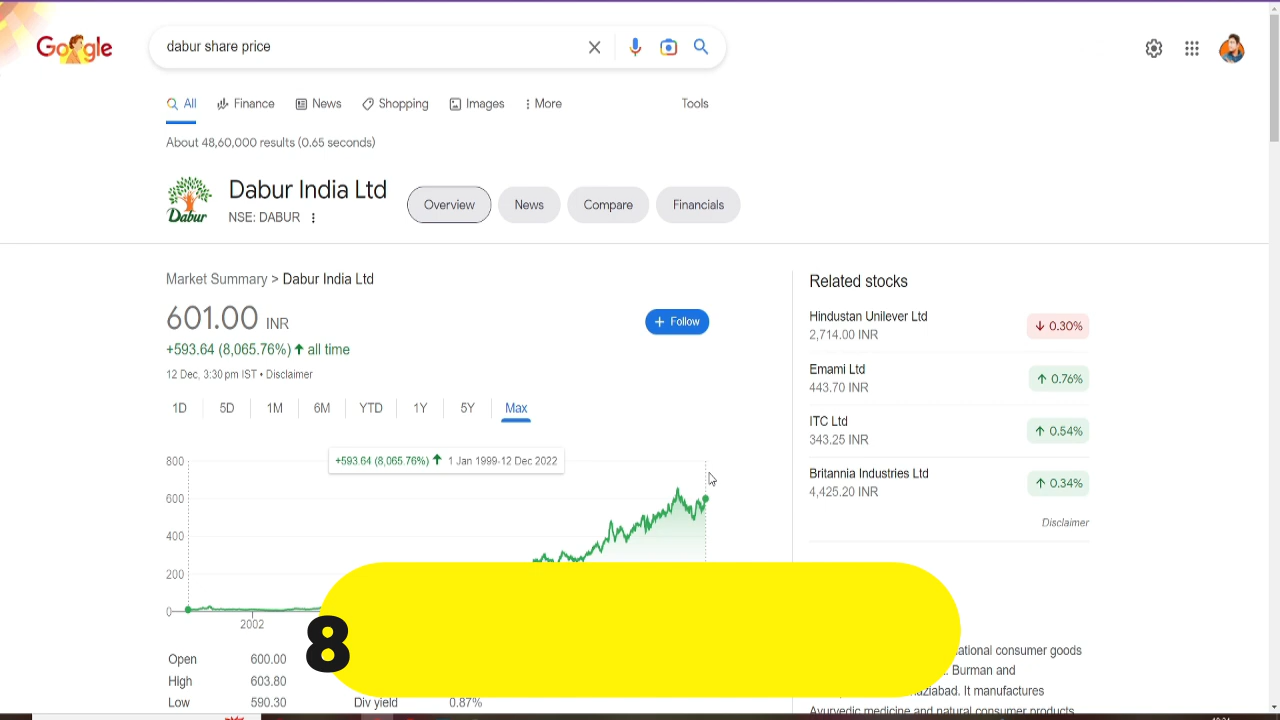 Google
dabur share price
All Finance News Shopping Images More Tools
About 48,60,000 results (0.65 seconds)
Dabur
Dabur India Ltd
NSE: DABUR
Overview News Compare Financials
Market Summary > Dabur India Ltd
601.00 INR
+593.64 (8,065.76%) all time
12 Dec, 3:30 pm IST • Disclaimer
+ Follow
1D 5D 1M 6M YTD 1Y 5Y Max
+593.64 (8,065.76%) 1 Jan 1999-12 Dec 2022
800
600
400
200
0
2002
Open 600.00
High 603.80
Low 590.30 Div yield 0.87%
8
Related stocks
Hindustan Unilever Ltd
2,714.00 INR
0.30%
Emami Ltd
443.70 INR
0.76%
ITC Ltd
343.25 INR
0.54%
Britannia Industries Ltd
4,425.20 INR
0.34%
Disclaimer
consumer goods
Burman and
It manufactures
Ayurvedic medicine and natural consumer products